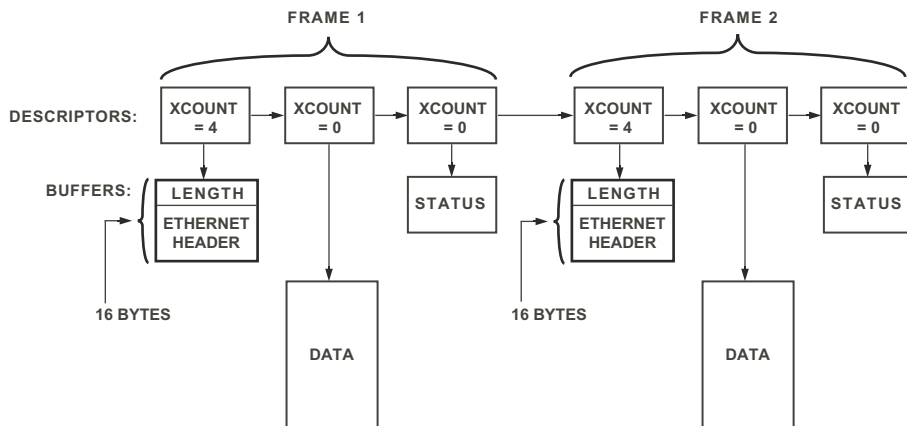 FRAME 1
FRAME 2
DESCRIPTORS:
XCOUNT
= 4
XCOUNT
= 0
XCOUNT
= 0
XCOUNT
= 4
XCOUNT
= 0
XCOUNT
= 0
BUFFERS:
LENGTH
ETHERNET
HEADER
STATUS
LENGTH
ETHERNET
HEADER
STATUS
16 BYTES
16 BYTES
DATA
DATA